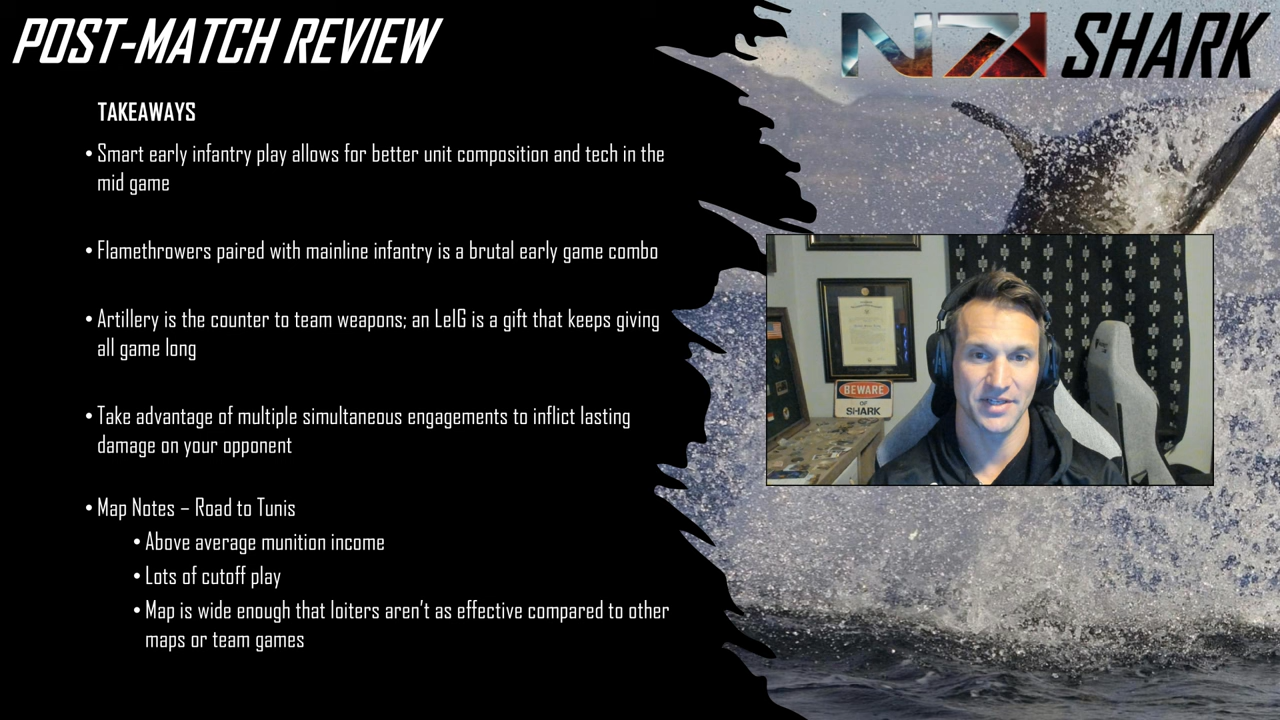 POST-MATCH REVIEW
N7 SHARK
TAKEAWAYS
• Smart early infantry play allows for better unit composition and tech in the
mid game
• Flamethrowers paired with mainline infantry is a brutal early game combo
• Artillery is the counter to team weapons; an LeIG is a gift that keeps giving
all game long
• Take advantage of multiple simultaneous engagements to inflict lasting
damage on your opponent
• Map Notes – Road to Tunis
• Above average munition income
• Lots of cutoff play
• Map is wide enough that loiters aren't as effective compared to other
maps or team games
BEWARE
OF
SHARK